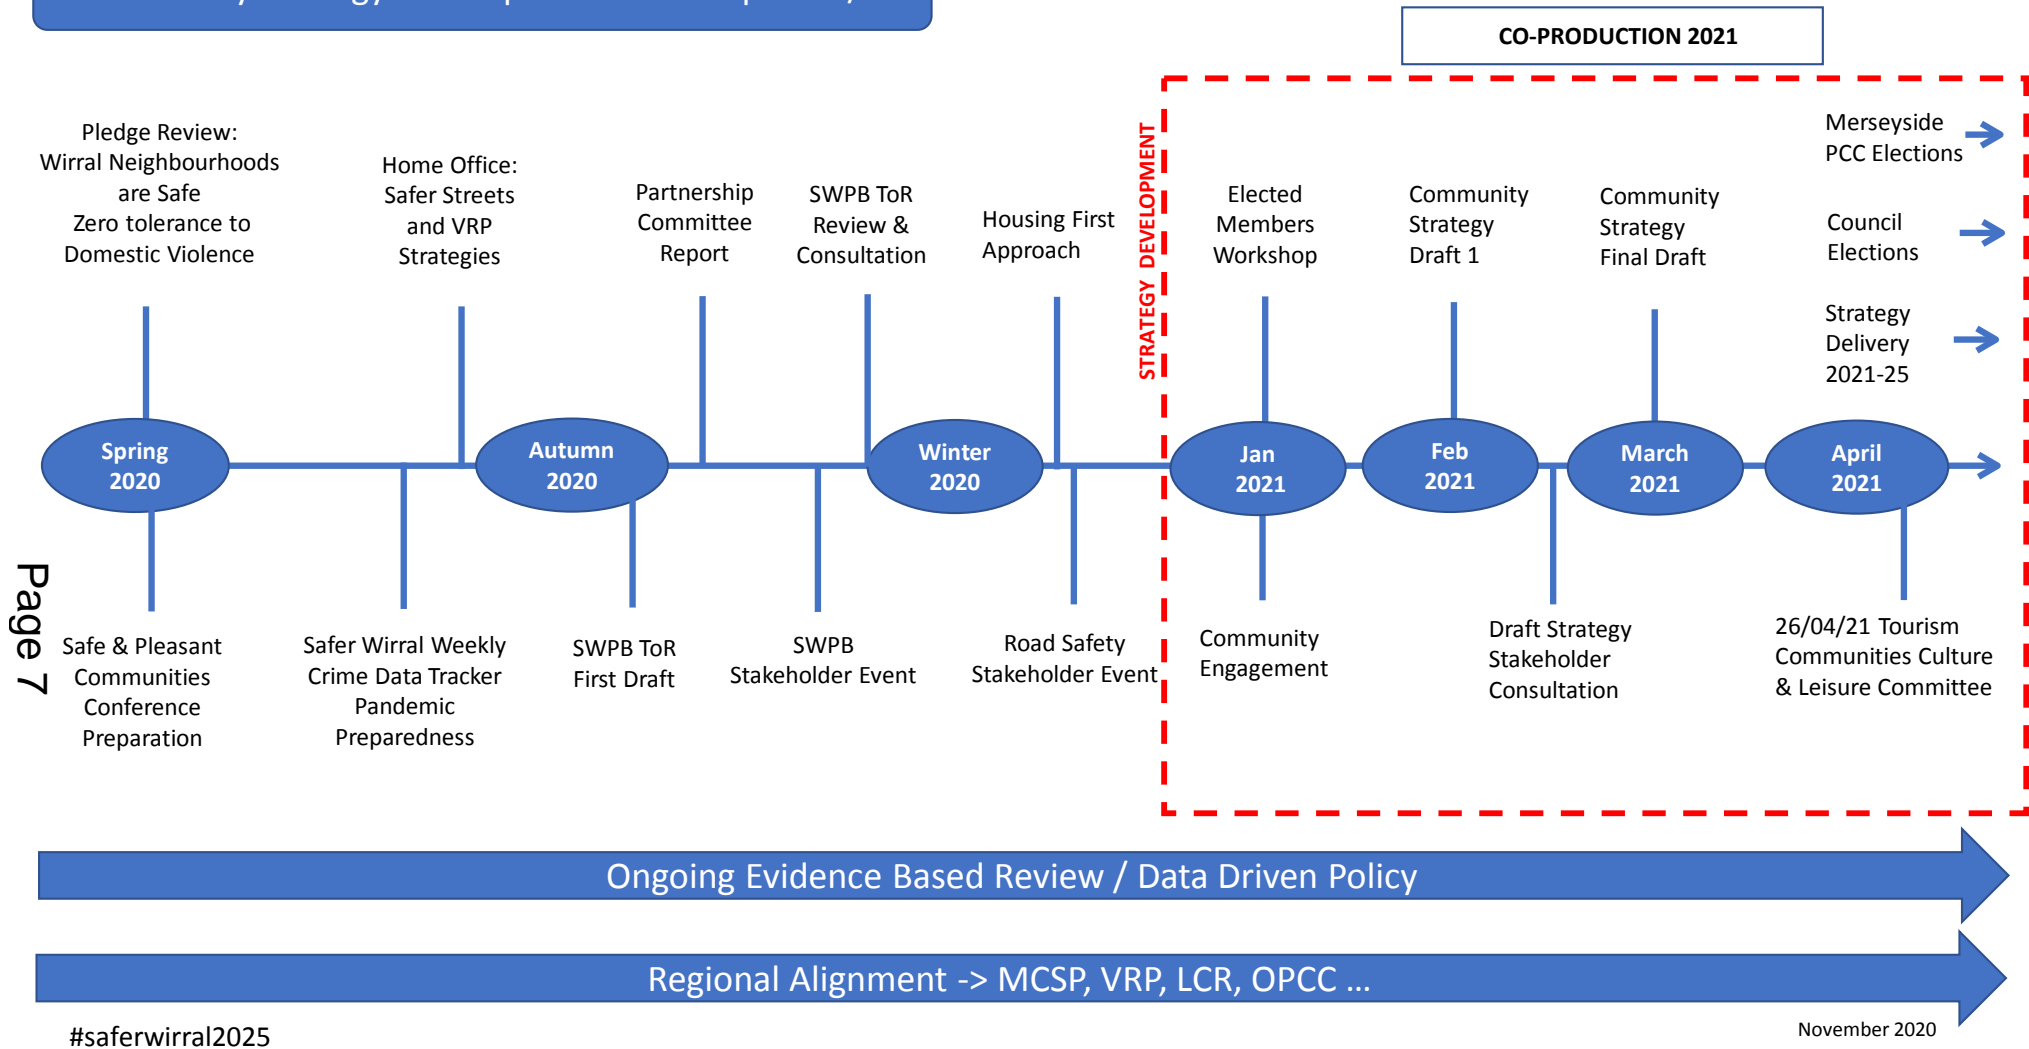 CO-PRODUCTION 2021
STRATEGY DEVELOPMENT
Pledge Review:
Wirral Neighbourhoods
are Safe
Zero tolerance to
Domestic Violence
Home Office:
Safer Streets
and VRP
Strategies
Partnership
Committee
Report
SWPB ToR
Review &
Consultation
Housing First
Approach
Elected
Members
Workshop
Community
Strategy
Draft 1
Community
Strategy
Final Draft
Merseyside
PCC Elections
Council
Elections
Strategy
Delivery
2021-25
Spring
2020
Autumn
2020
Winter
2020
Jan
2021
Feb
2021
March
2021
April
2021
Page 7
Safe & Pleasant
Communities
Conference
Preparation
Safer Wirral Weekly
Crime Data Tracker
Pandemic
Preparedness
SWPB ToR
First Draft
SWPB
Stakeholder Event
Road Safety
Stakeholder Event
Community
Engagement
Draft Strategy
Stakeholder
Consultation
26/04/21 Tourism
Communities Culture
& Leisure Committee
Ongoing Evidence Based Review / Data Driven Policy
Regional Alignment -> MCSP, VRP, LCR, OPCC ...
#saferwirral2025
November 2020